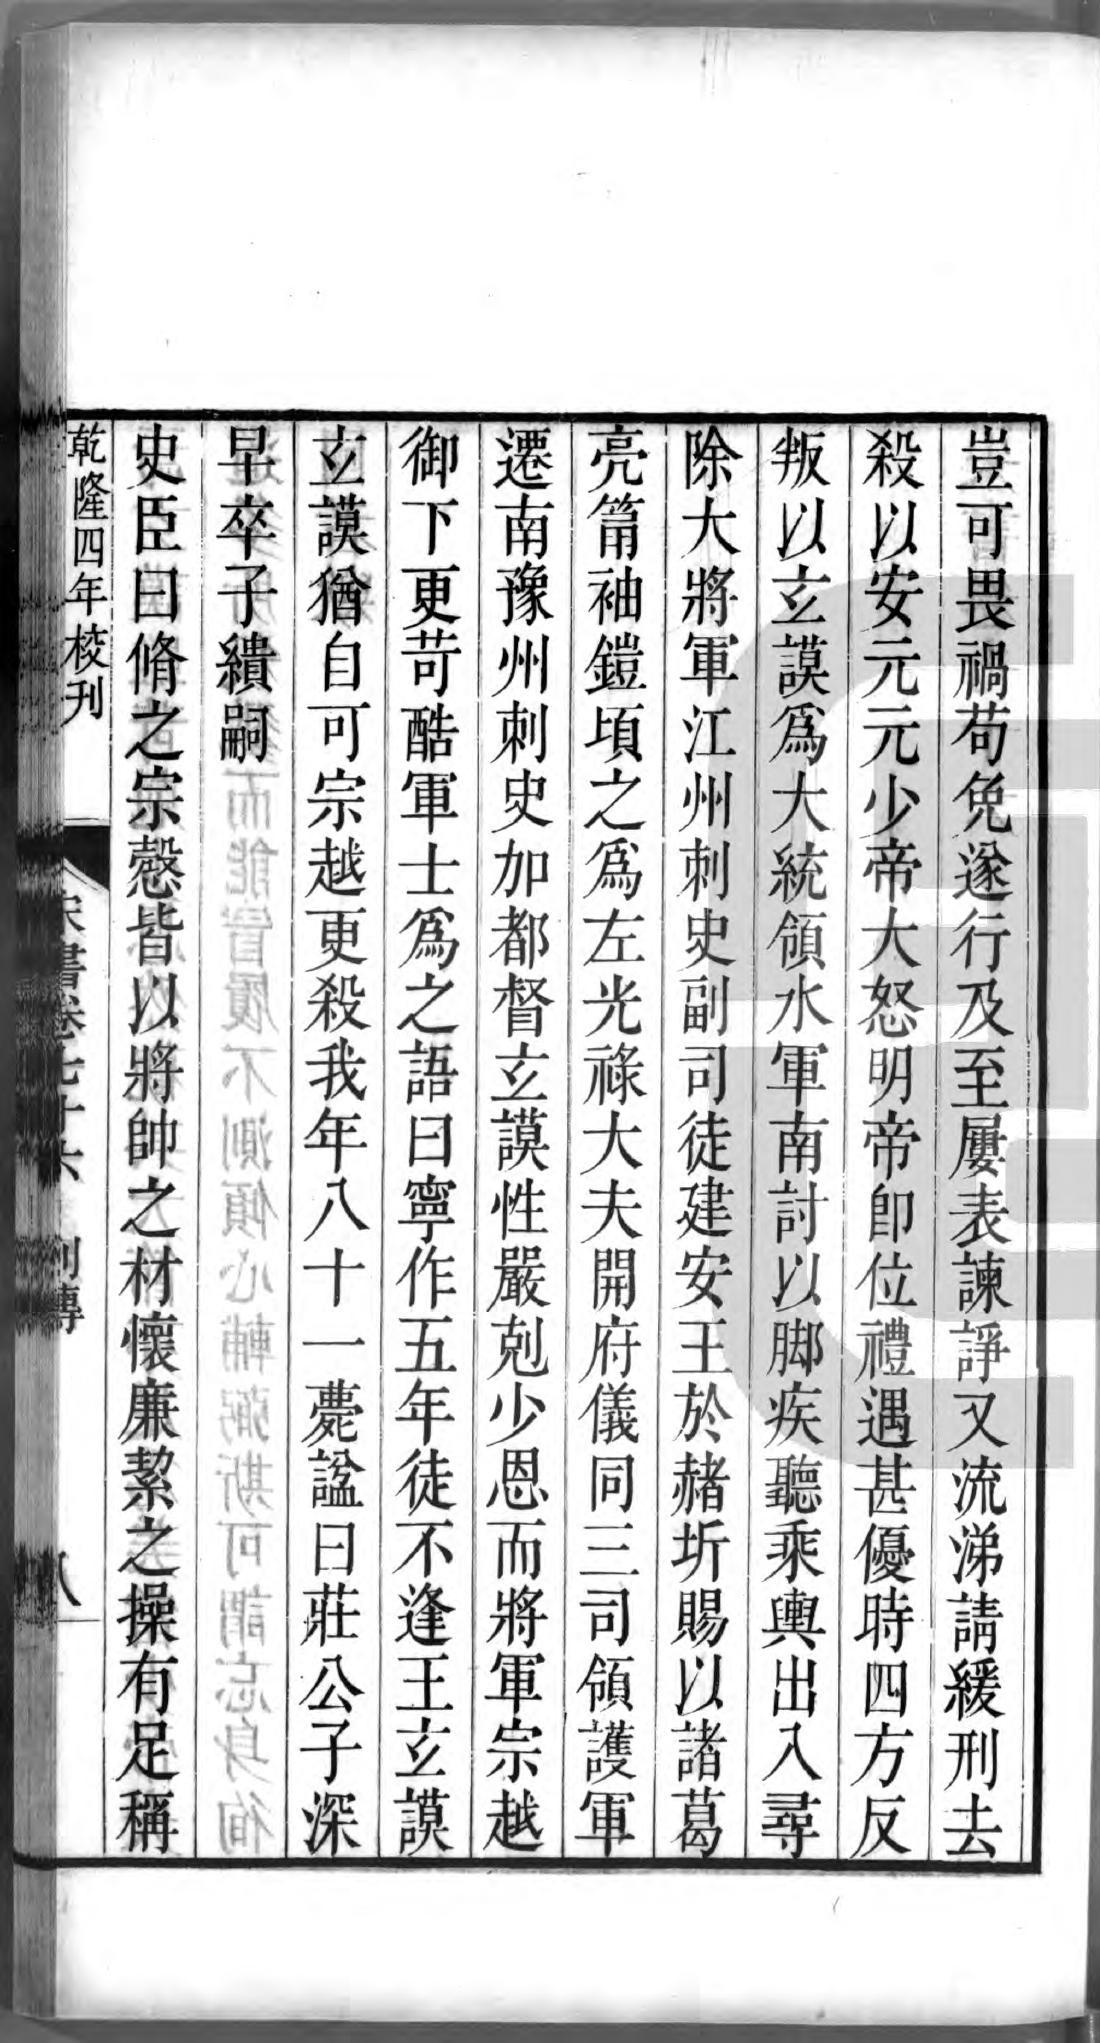 豈可畏禍苟免遂行及至屢表諫諍又流涕請緩刑去
殺以安元元少帝大怒明帝卽位禮遇甚優時四方反
叛以玄謨爲大統領水軍南討以脚疾聽乘輿出入尋
除大將軍江州刺史副司徒建安王於赭圻賜以諸葛
亮筩袖鎧頃之爲左光祿大夫開府儀同三司領護軍
遷南豫州刺史加都督玄謨性嚴剋少恩而將軍宗越
御下更苛酷軍士爲之語曰寧作五年徒不逢王玄謨
玄謨猶自可宗越更殺我年八十一薨諡曰莊公子深
早卒子繢嗣
史臣曰脩之宗慤皆以將帥之材懷廉絜之操有足稱
乾隆四年校刊
宋書卷七十六 列傳
八